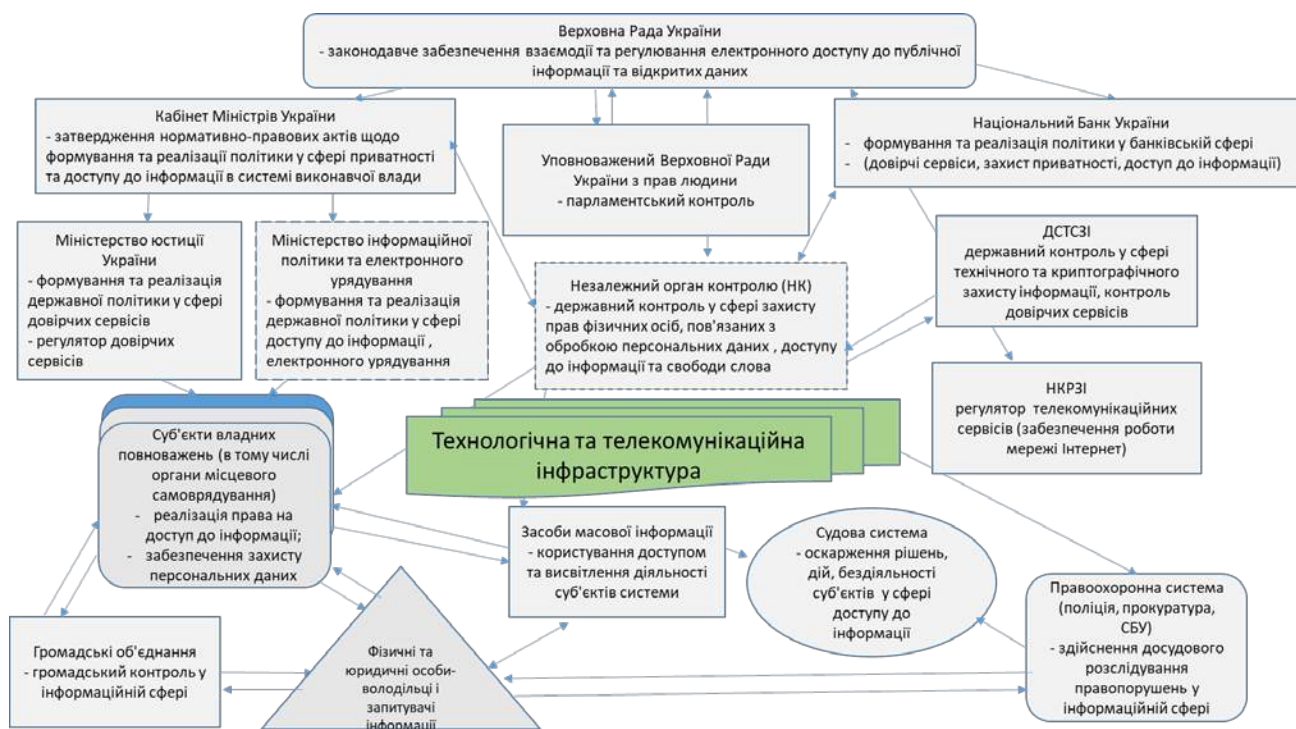 Верховна Рада України
- законодавче забезпечення взаємодії та регулювання електронного доступу до публічної
інформації та відкритих даних
Кабінет Міністрів України
- затвердження нормативно-правових актів щодо
формування та реалізації політики у сфері приватності
та доступу до інформації в системі виконавчої влади
Уповноважений Верховної Ради
України з прав людини
- парламентський контроль
Національний Банк України
- формування та реалізація політики у банківській сфері
- (довірчі сервіси, захист приватності, доступ до інформації)
Міністерство юстиції
України
- формування та реалізація
державної політики у сфері
довірчих сервісів
- регулятор довірчих
сервісів
Міністерство інформаційної
політики та електронного
урядування
- формування та реалізація
державної політики у сфері
доступу до інформації ,
електронного урядування
Незалежний орган контролю (НК)
- державний контроль у сфері захисту
прав фізичних осіб, пов'язаних з
обробкою персональних даних , доступу
до інформації та свободи слова
ДСТСЗІ
державний контроль у сфері
технічного та криптографічного
захисту інформації, контроль
довірчих сервісів
НКРЗІ
регулятор телекомунікаційних
сервісів (забезпечення роботи
мережі Інтернет)
Технологічна та телекомунікаційна
інфраструктура
Суб'єкти владних
повноважень (в тому числі
органи місцевого
самоврядування)
- реалізація права на
доступ до інформації;
- забезпечення захисту
персональних даних
Засоби масової інформації
- користування доступом
та висвітлення діяльності
суб'єктів системи
Судова система
- оскарження рішень,
дій, бездіяльності
суб'єктів у сфері
доступу до
інформації
Правоохоронна система
(поліція, прокуратура,
СБУ)
- здійснення досудового
розслідування
правопорушень у
інформаційній сфері
Громадські об'єднання
- громадський контроль у
інформаційній сфері
Фізичні та
юридичні особи-
володільці і
запитувачі
інформації